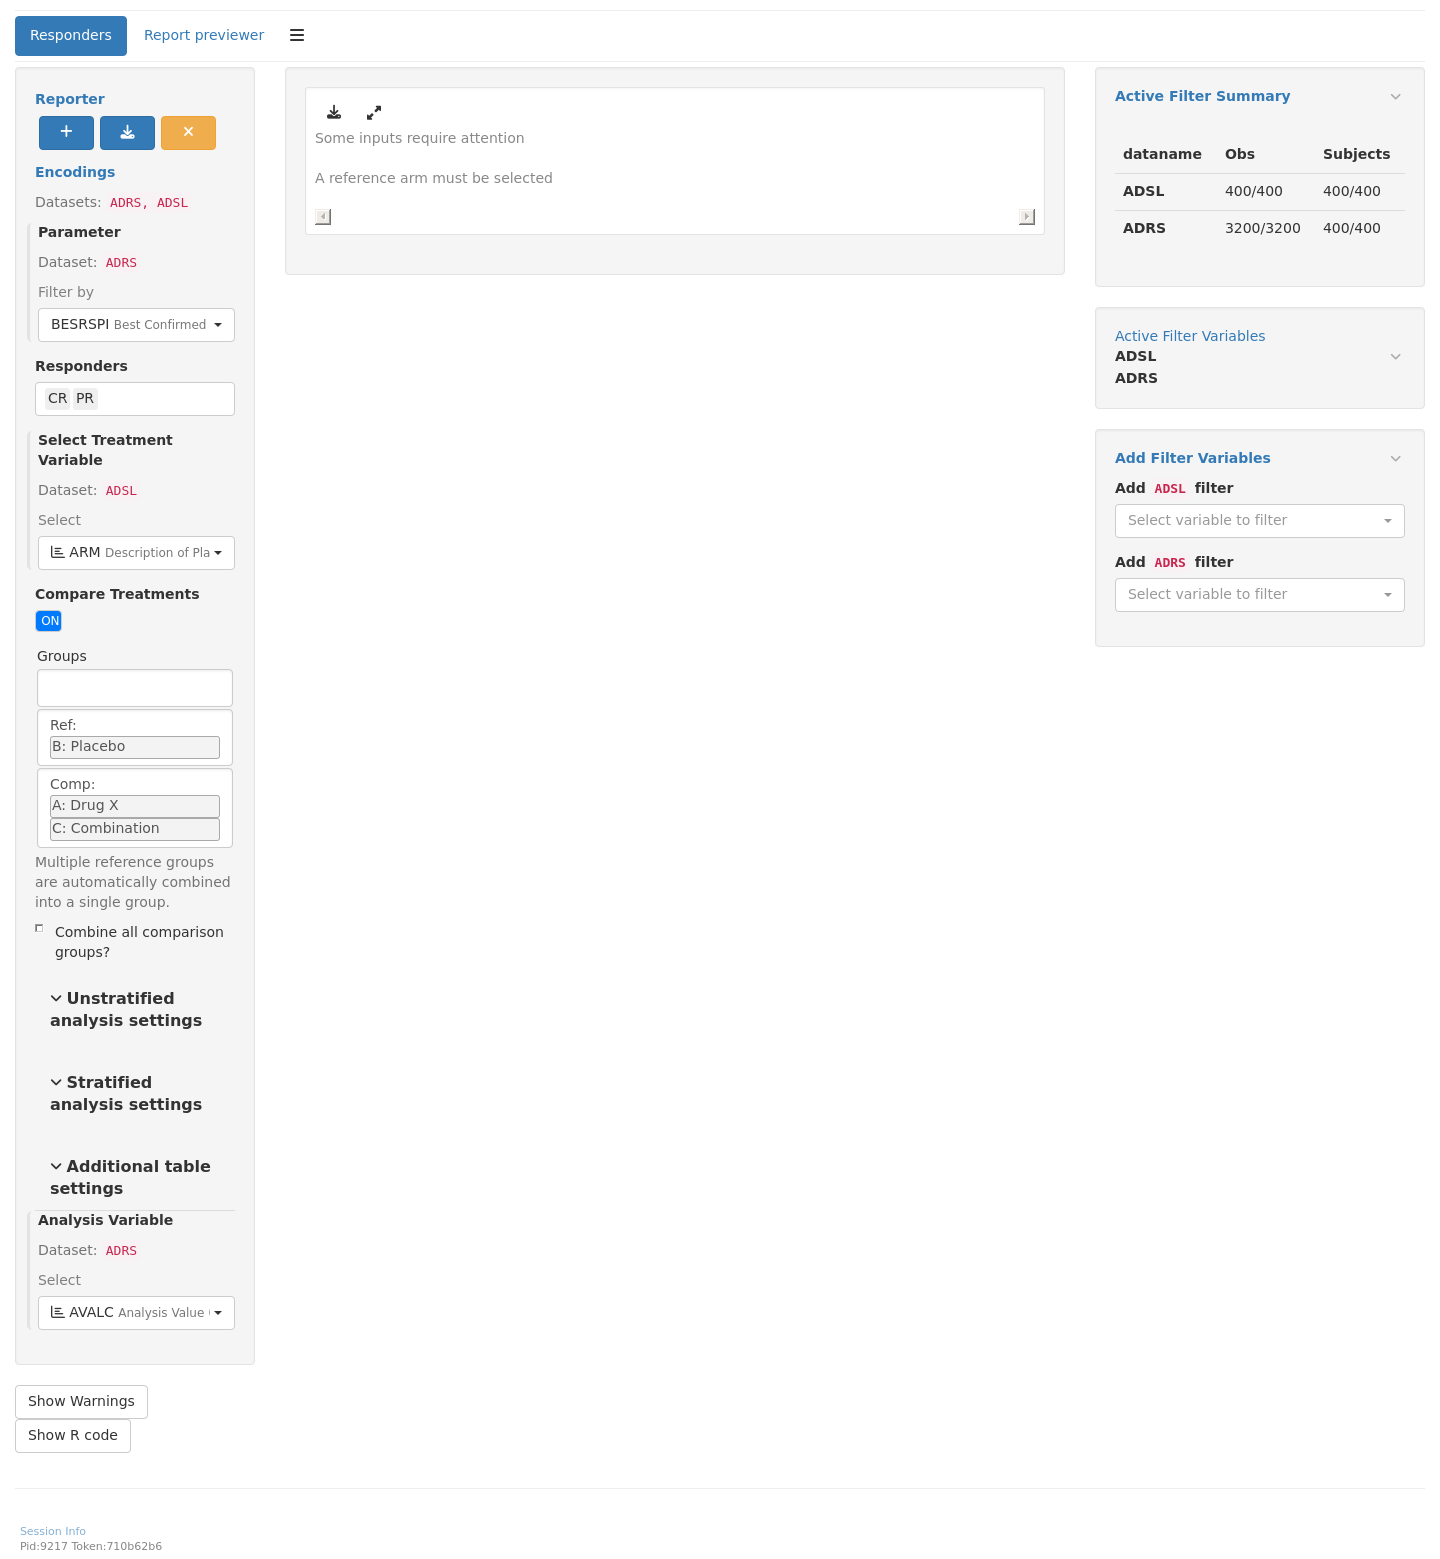 Responders
Report previewer
Reporter
Encodings
Datasets: ADRS, ADSL
Parameter
Dataset: ADRS
Filter by
BESRSPI Best Confirmed
Responders
CR PR
Select Treatment
Variable
Dataset: ADSL
Select
ARM Description of Pla
Compare Treatments
ON
Groups
Ref:
B: Placebo
Comp:
A: Drug X
C: Combination
Multiple reference groups
are automatically combined
into a single group.
Combine all comparison
groups?
Unstratified
analysis settings
Stratified
analysis settings
Additional table
settings
Analysis Variable
Dataset: ADRS
Select
AVALC Analysis Value
Show Warnings
Show R code
Some inputs require attention
A reference arm must be selected
Active Filter Summary
dataname Obs Subjects
ADSL 400/400 400/400
ADRS 3200/3200 400/400
Active Filter Variables
ADSL
ADRS
Add Filter Variables
Add ADSL filter
Select variable to filter
Add ADRS filter
Select variable to filter
Session Info
Pid:9217 Token:710b62b6